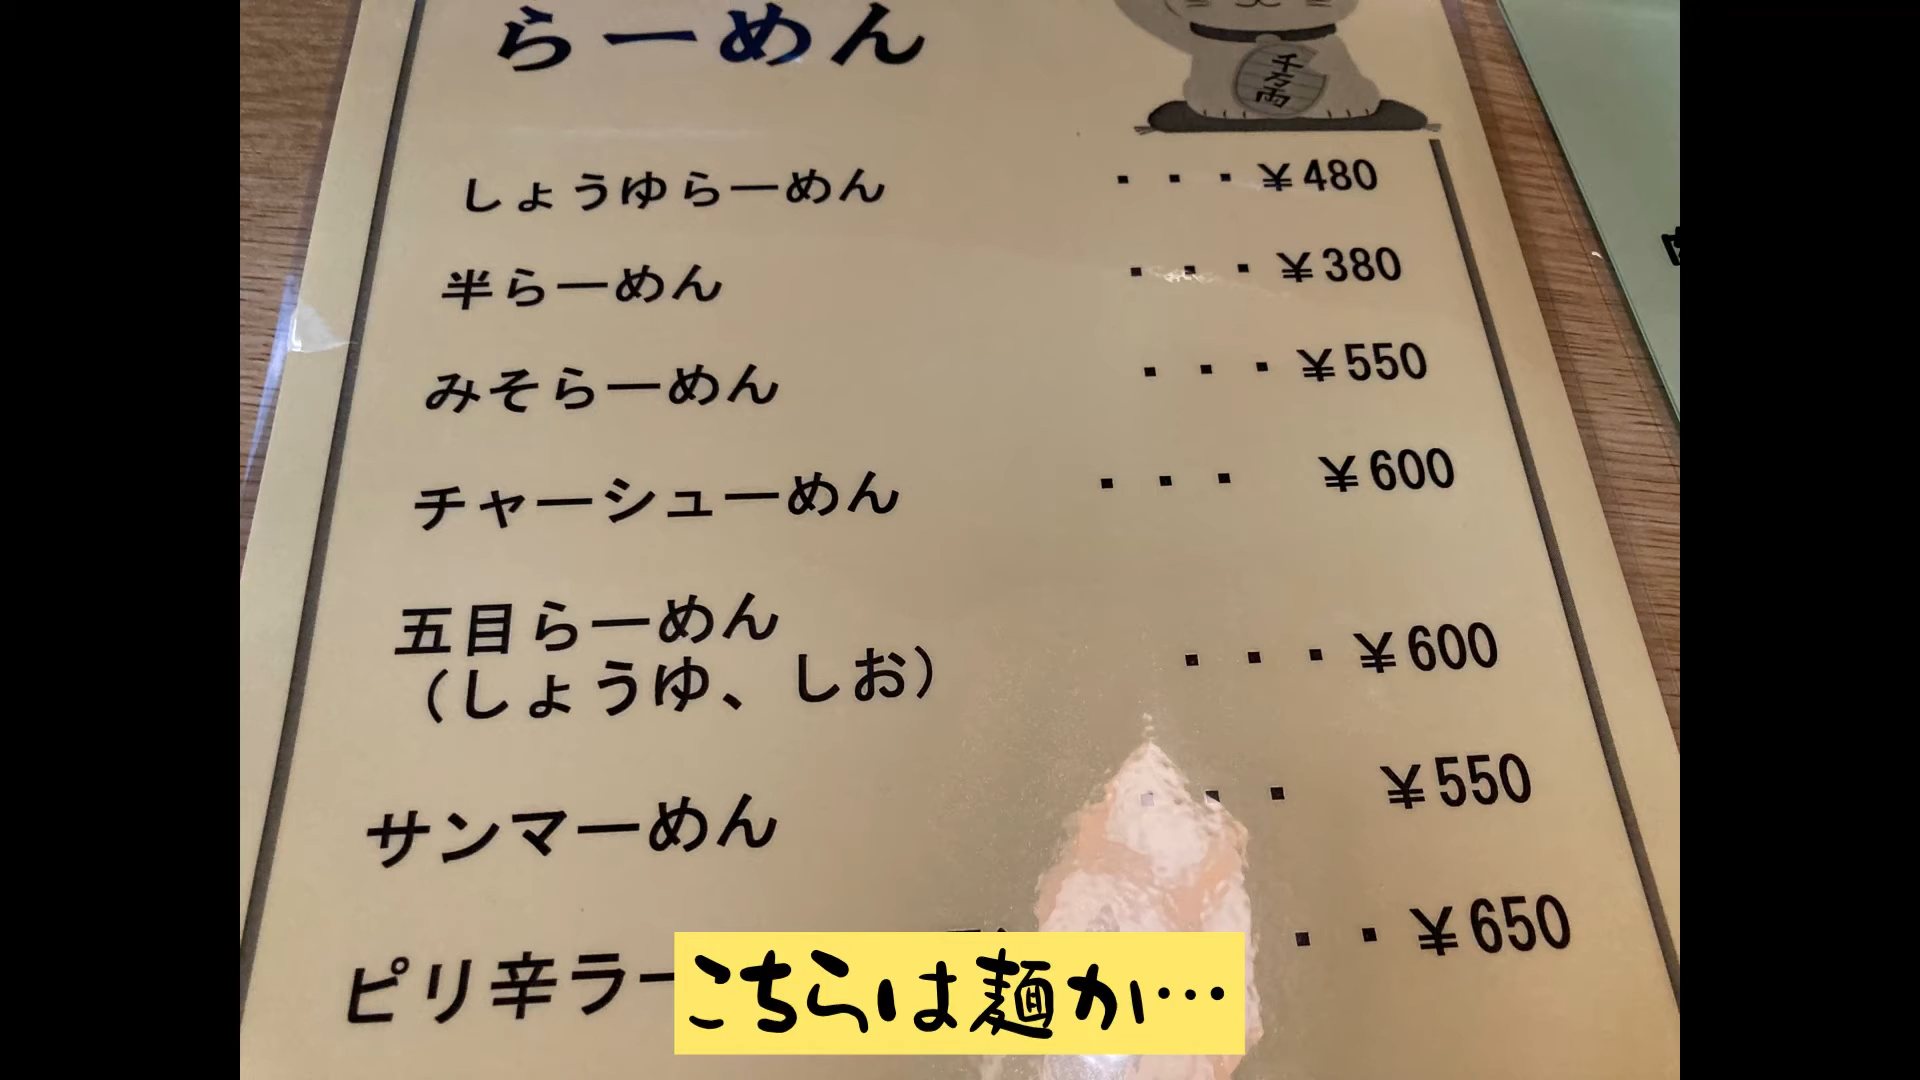 らーめん
千万両
しょうゆらーめん ・・・¥480
半らーめん ・・・¥380
みそらーめん ・・・¥550
チャーシューめん ・・・ ¥600
五目らーめん
(しょうゆ、しお) ・・・¥600
サンマーめん ・・・ ¥550
ピリ辛ラー ・・¥650
こちらは麺か…